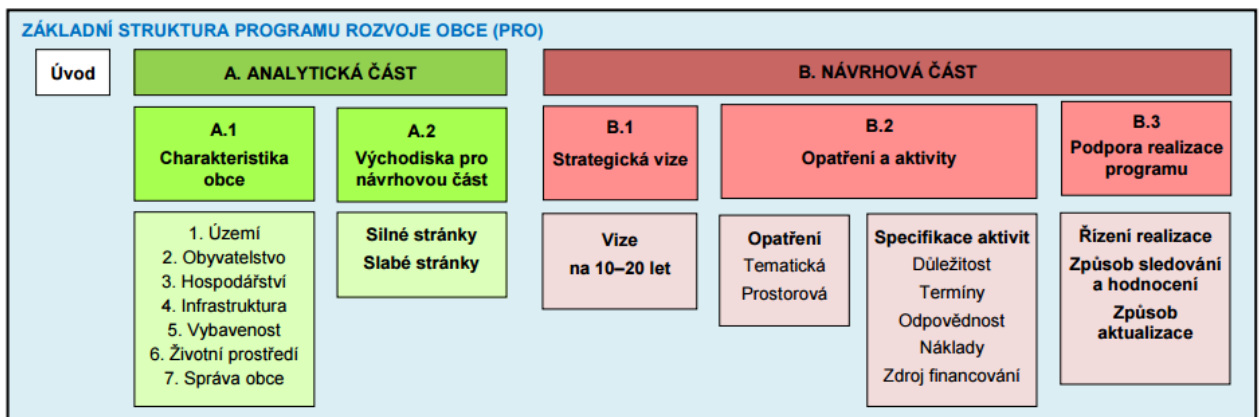 ZÁKLADNÍ STRUKTURA PROGRAMU ROZVOJE OBCE (PRO)
Úvod
A. ANALYTICKÁ ČÁST
B. NÁVRHOVÁ ČÁST
A.1
Charakteristika
obce
A.2
Východiska pro
návrhovou část
B.1
Strategická vize
B.2
Opatření a aktivity
B.3
Podpora realizace
programu
1. Území
2. Obyvatelstvo
3. Hospodářství
4. Infrastruktura
5. Vybavenost
6. Životní prostředí
7. Správa obce
Silné stránky
Slabé stránky
Vize
na 10–20 let
Opatření
Tematická
Prostorová
Specifikace aktivit
Důležitost
Termíny
Odpovědnost
Náklady
Zdroj financování
Řízení realizace
Způsob sledování
a hodnocení
Způsob
aktualizace